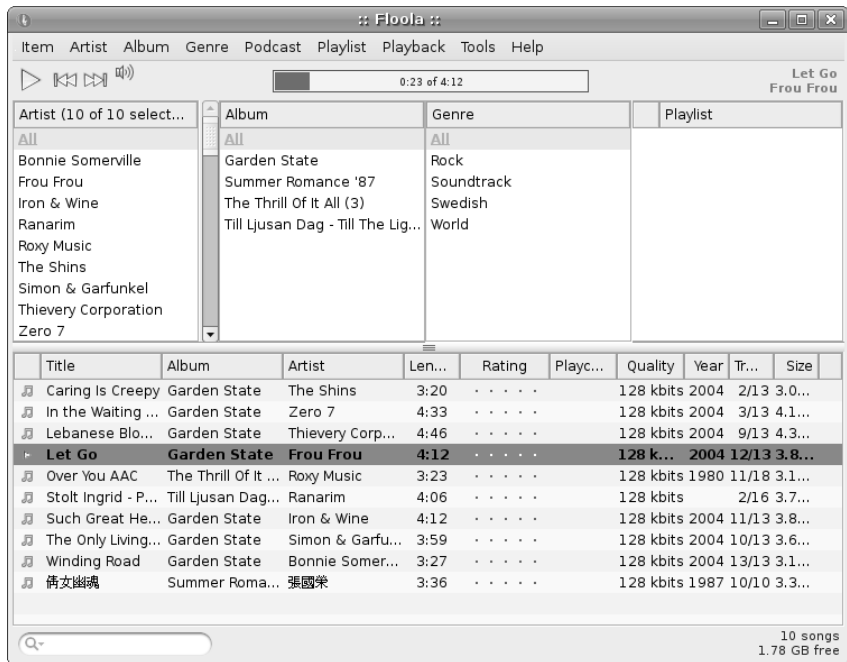 :: Floola ::
Item Artist Album Genre Podcast Playlist Playback Tools Help
0:23 of 4:12
Let Go
Frou Frou
Artist (10 of 10 select...
All
Bonnie Somerville
Frou Frou
Iron & Wine
Ranarim
Roxy Music
The Shins
Simon & Garfunkel
Thievery Corporation
Zero 7
Album
All
Garden State
Summer Romance '87
The Thrill Of It All (3)
Till Ljusan Dag - Till The Lig...
Genre
All
Rock
Soundtrack
Swedish
World
Playlist
Title Album Artist Len... Rating Playc... Quality Year Tr... Size
Caring Is Creepy Garden State The Shins 3:20 128 kbits 2004 2/13 3.0...
In the Waiting ... Garden State Zero 7 4:33 128 kbits 2004 3/13 4.1...
Lebanese Blo... Garden State Thievery Corp... 4:46 128 kbits 2004 9/13 4.3...
Let Go Garden State Frou Frou 4:12 128 k... 2004 12/13 3.8...
Over You AAC The Thrill Of It ... Roxy Music 3:23 128 kbits 1980 11/18 3.1...
Stolt Ingrid - P... Till Ljusan Dag... Ranarim 4:06 128 kbits 2/16 3.7...
Such Great He... Garden State Iron & Wine 4:12 128 kbits 2004 11/13 3.8...
The Only Living... Garden State Simon & Garfu... 3:59 128 kbits 2004 10/13 3.6...
Winding Road Garden State Bonnie Somer... 3:27 128 kbits 2004 13/13 3.1...
倩女幽魂 Summer Roma... 張國榮 3:36 128 kbits 1987 10/10 3.3...
10 songs
1.78 GB free